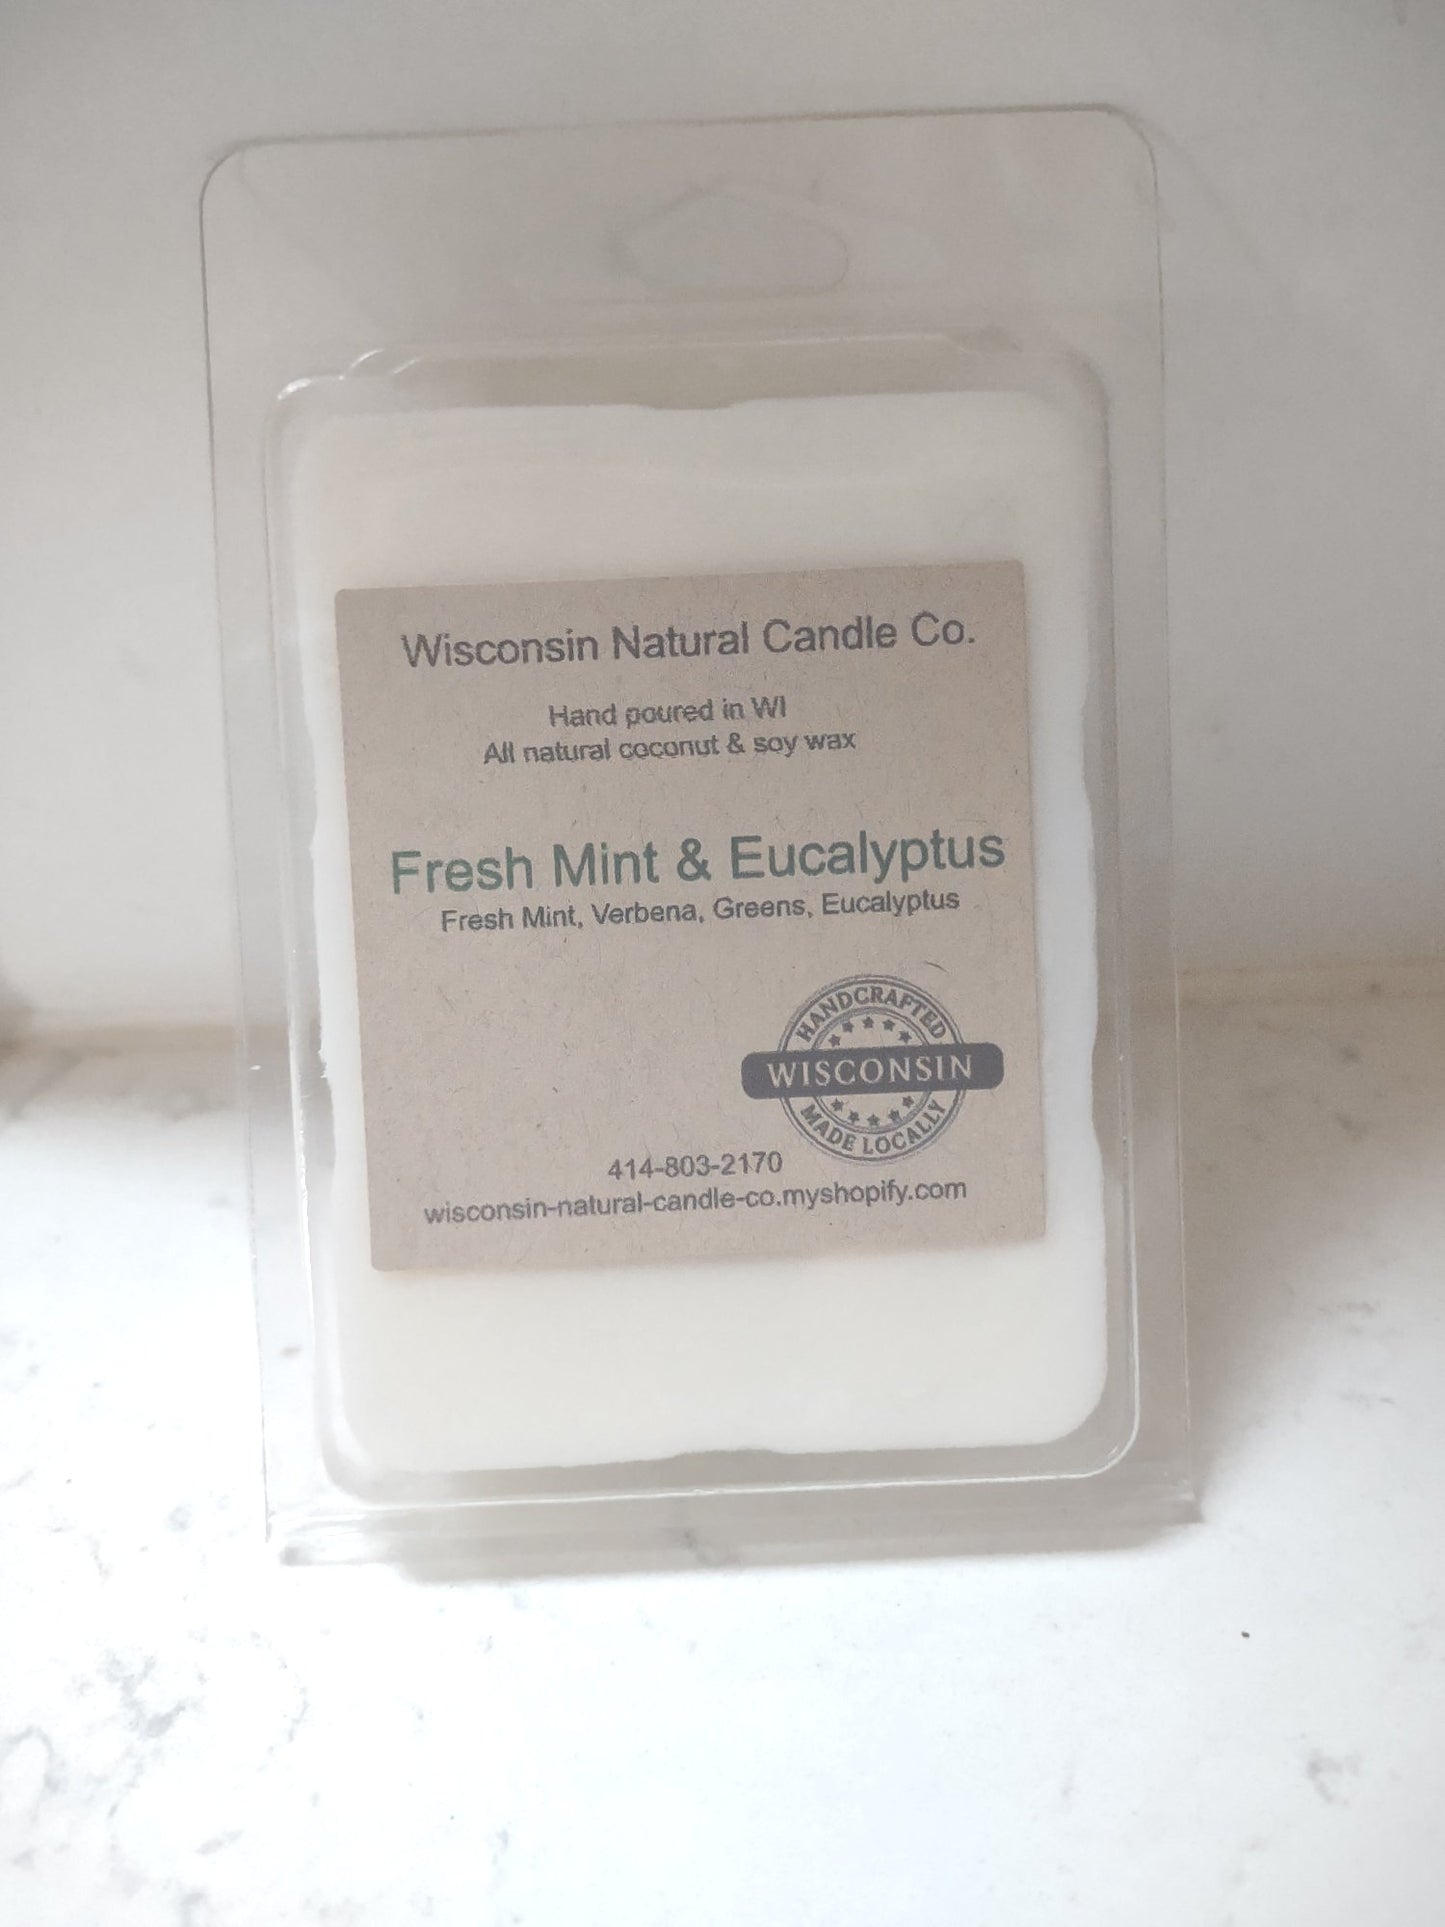 Wisconsin Natural Candle Co.
Hand poured in WI
All natural coconut & soy wax
Fresh Mint & Eucalyptus
Fresh Mint, Verbena, Greens, Eucalyptus
HANDCRAFTED
WISCONSIN
MADE LOCALLY
414-803-2170
wisconsin-natural-candle-co.myshopify.com